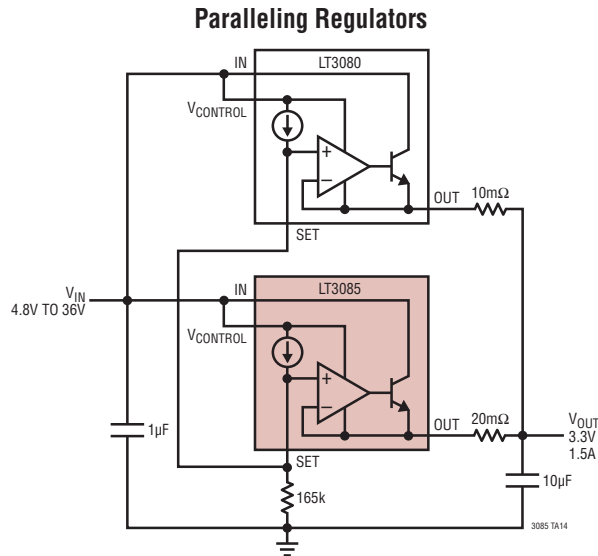 Paralleling Regulators
IN
LT3080
VCONTROL
+
–
OUT
10mΩ
SET
VIN
4.8V TO 36V
IN
LT3085
VCONTROL
+
–
OUT
20mΩ
VOUT
3.3V
1.5A
1µF
SET
165k
10µF
3085 TA14